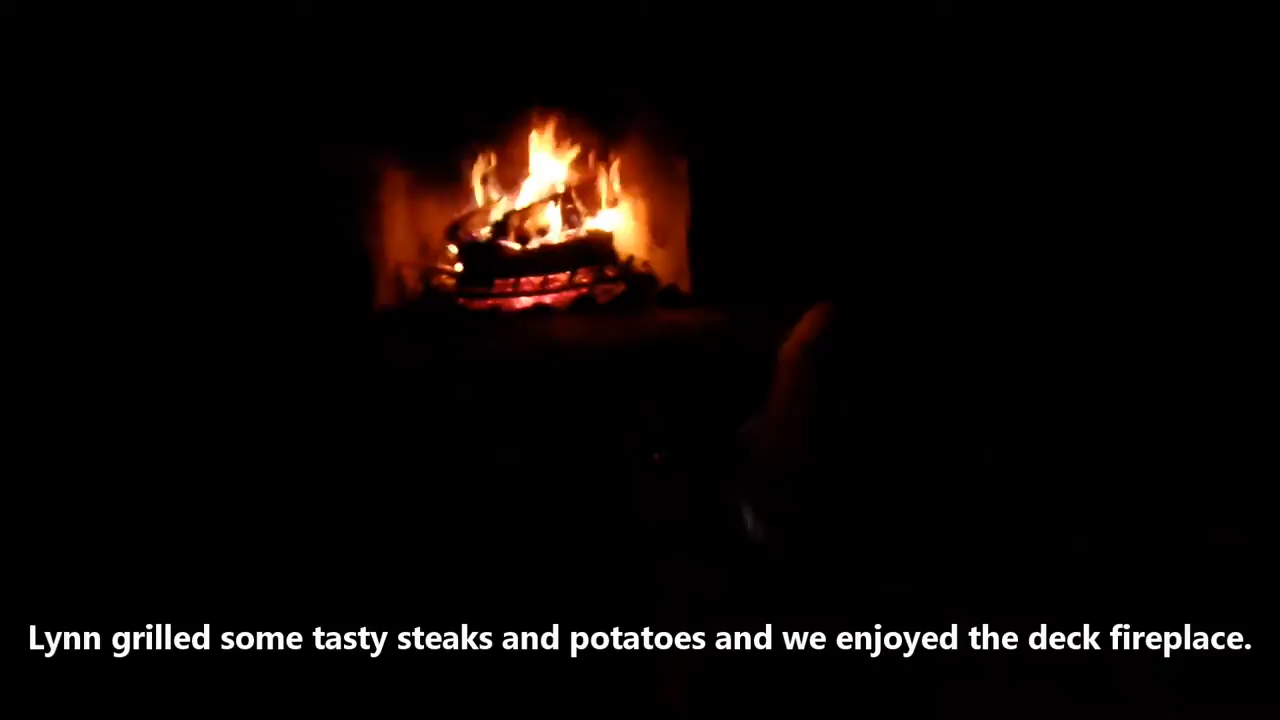 Lynn grilled some tasty steaks and potatoes and we enjoyed the deck fireplace.